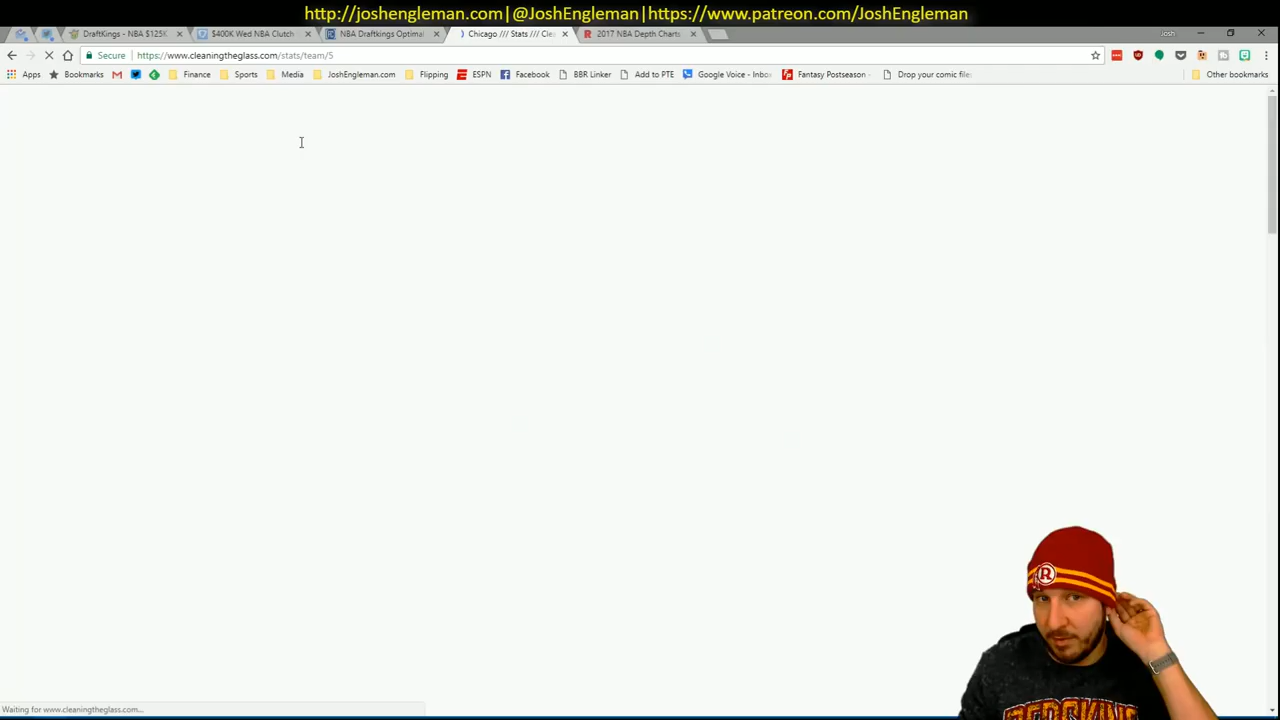 http://joshengleman.com|@JoshEngleman|https://www.patreon.com/JoshEngleman
DraftKings - NBA $125K
$400K Wed NBA Clutch
NBA Draftkings Optimal
Chicago /// Stats /// Cle
2017 NBA Depth Charts
Josh
Secure
https://www.cleaningtheglass.com/stats/team/5
Apps
Bookmarks
Finance
Sports
Media
JoshEngleman.com
Flipping
ESPN
Facebook
BBR Linker
Add to PTE
Google Voice - Inbo
Fantasy Postseason -
Drop your comic file
Other bookmarks
R
REDSKINS
Waiting for www.cleaningtheglass.com...